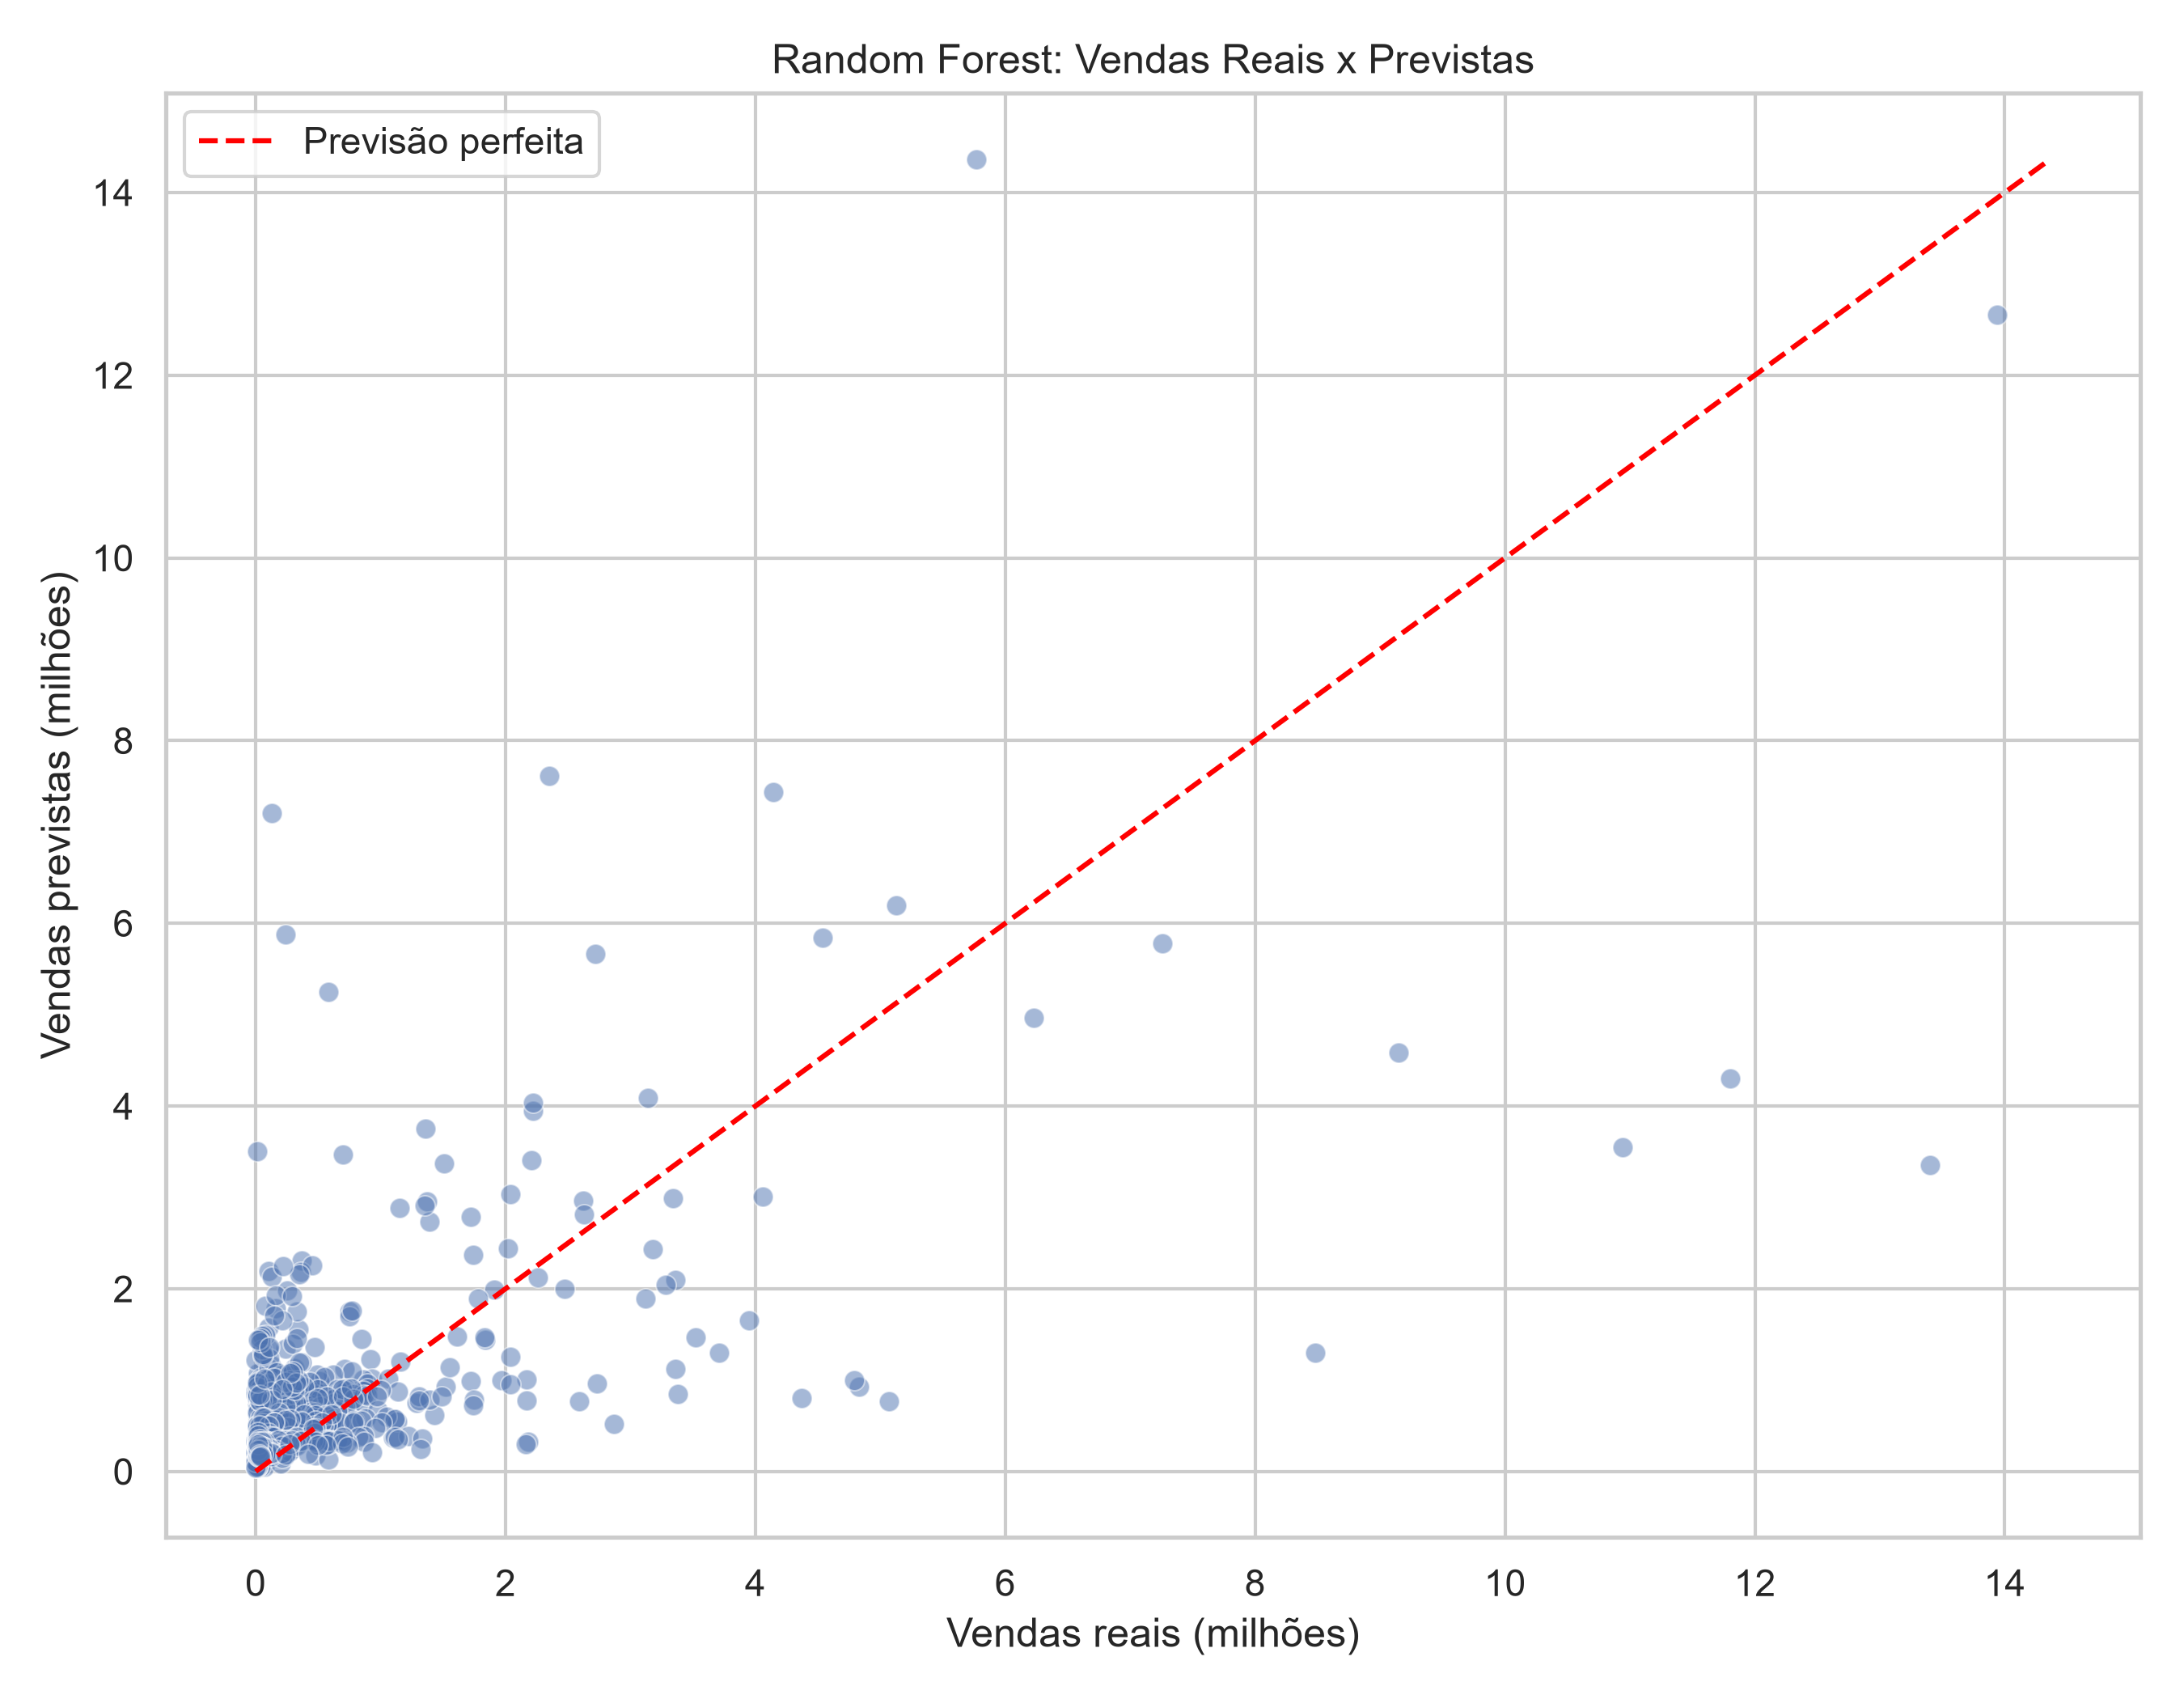 Random Forest: Vendas Reais x Previstas
Previsão perfeita
14
12
10
8
6
4
2
0
Vendas previstas (milhões)
0 2 4 6 8 10 12 14
Vendas reais (milhões)